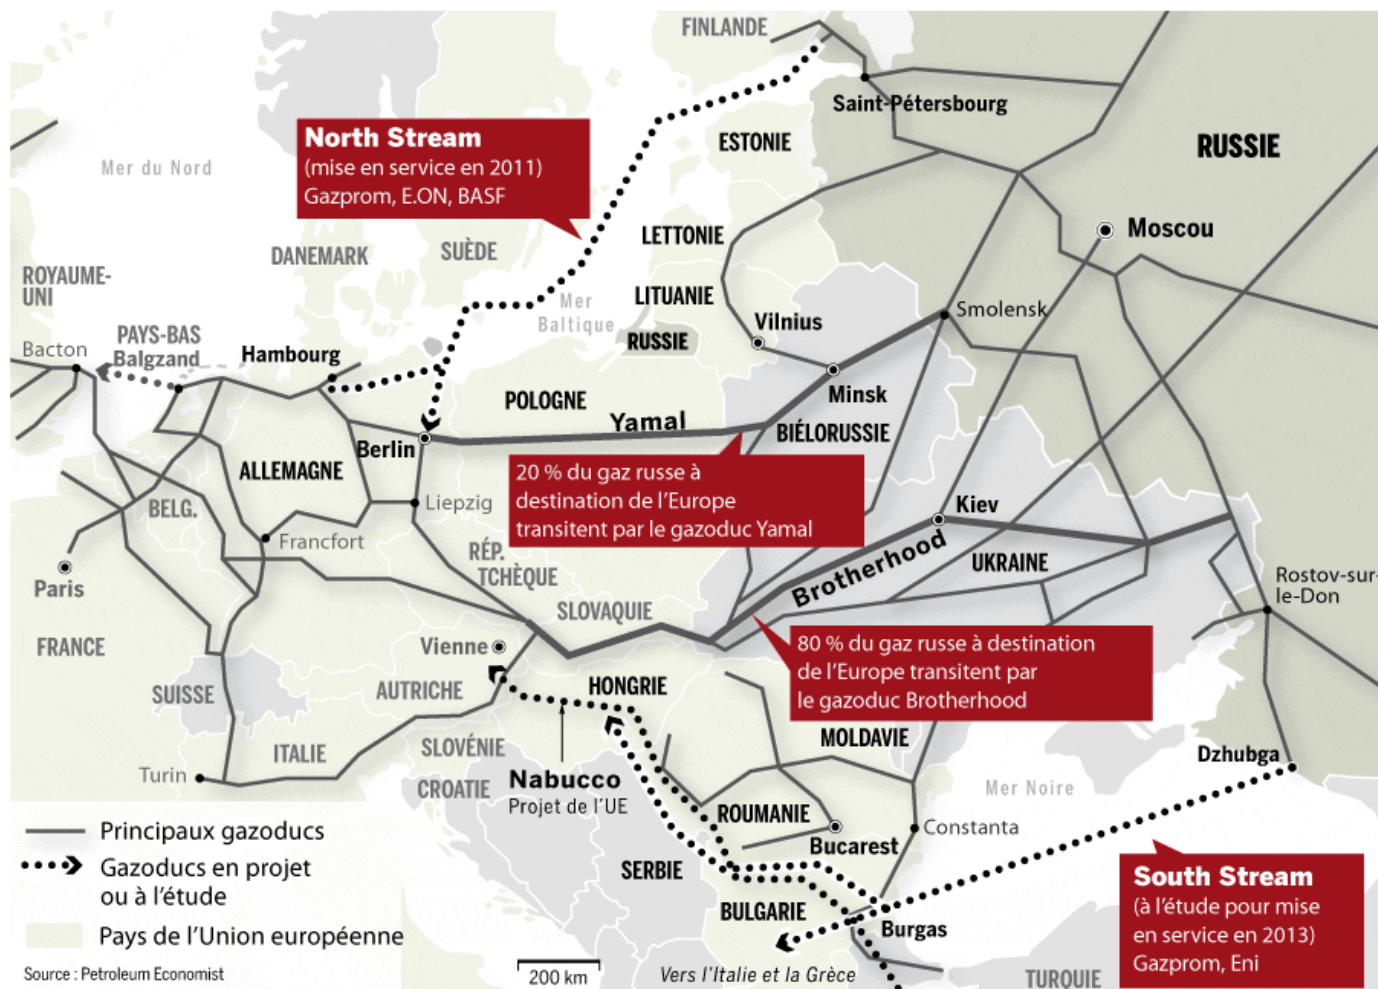 FINLANDE
Saint-Pétersbourg
RUSSIE
North Stream
(mise en service en 2011)
Gazprom, E.ON, BASF
ESTONIE
Mer du Nord
Moscou
LETTONIE
DANEMARK
SUÈDE
ROYAUME-
UNI
LITUANIE
Mer
Baltique
Vilnius
Smolensk
RUSSIE
PAYS-BAS
Balgzand
Bacton
Hambourg
Minsk
POLOGNE
Yamal
BIÉLORUSSIE
Berlin
ALLEMAGNE
20 % du gaz russe à
destination de l'Europe
transitent par le gazoduc Yamal
Liepzig
BELG.
Kiev
Francfort
RÉP.
TCHÈQUE
Brotherhood
UKRAINE
Paris
SLOVAQUIE
Rostov-sur-
le-Don
FRANCE
Vienne
80 % du gaz russe à destination
de l'Europe transitent par
le gazoduc Brotherhood
SUISSE
AUTRICHE
HONGRIE
MOLDAVIE
ITALIE
SLOVÉNIE
Dzhubga
Turin
CROATIE
Nabucco
Projet de l'UE
Mer Noire
ROUMANIE
Constanta
Bucarest
Principaux gazoducs
Gazoducs en projet
ou à l'étude
Pays de l'Union européenne
SERBIE
BULGARIE
Burgas
South Stream
(à l'étude pour mise
en service en 2013)
Gazprom, Eni
Source : Petroleum Economist
200 km
Vers l'Italie et la Grèce
TURQUIE